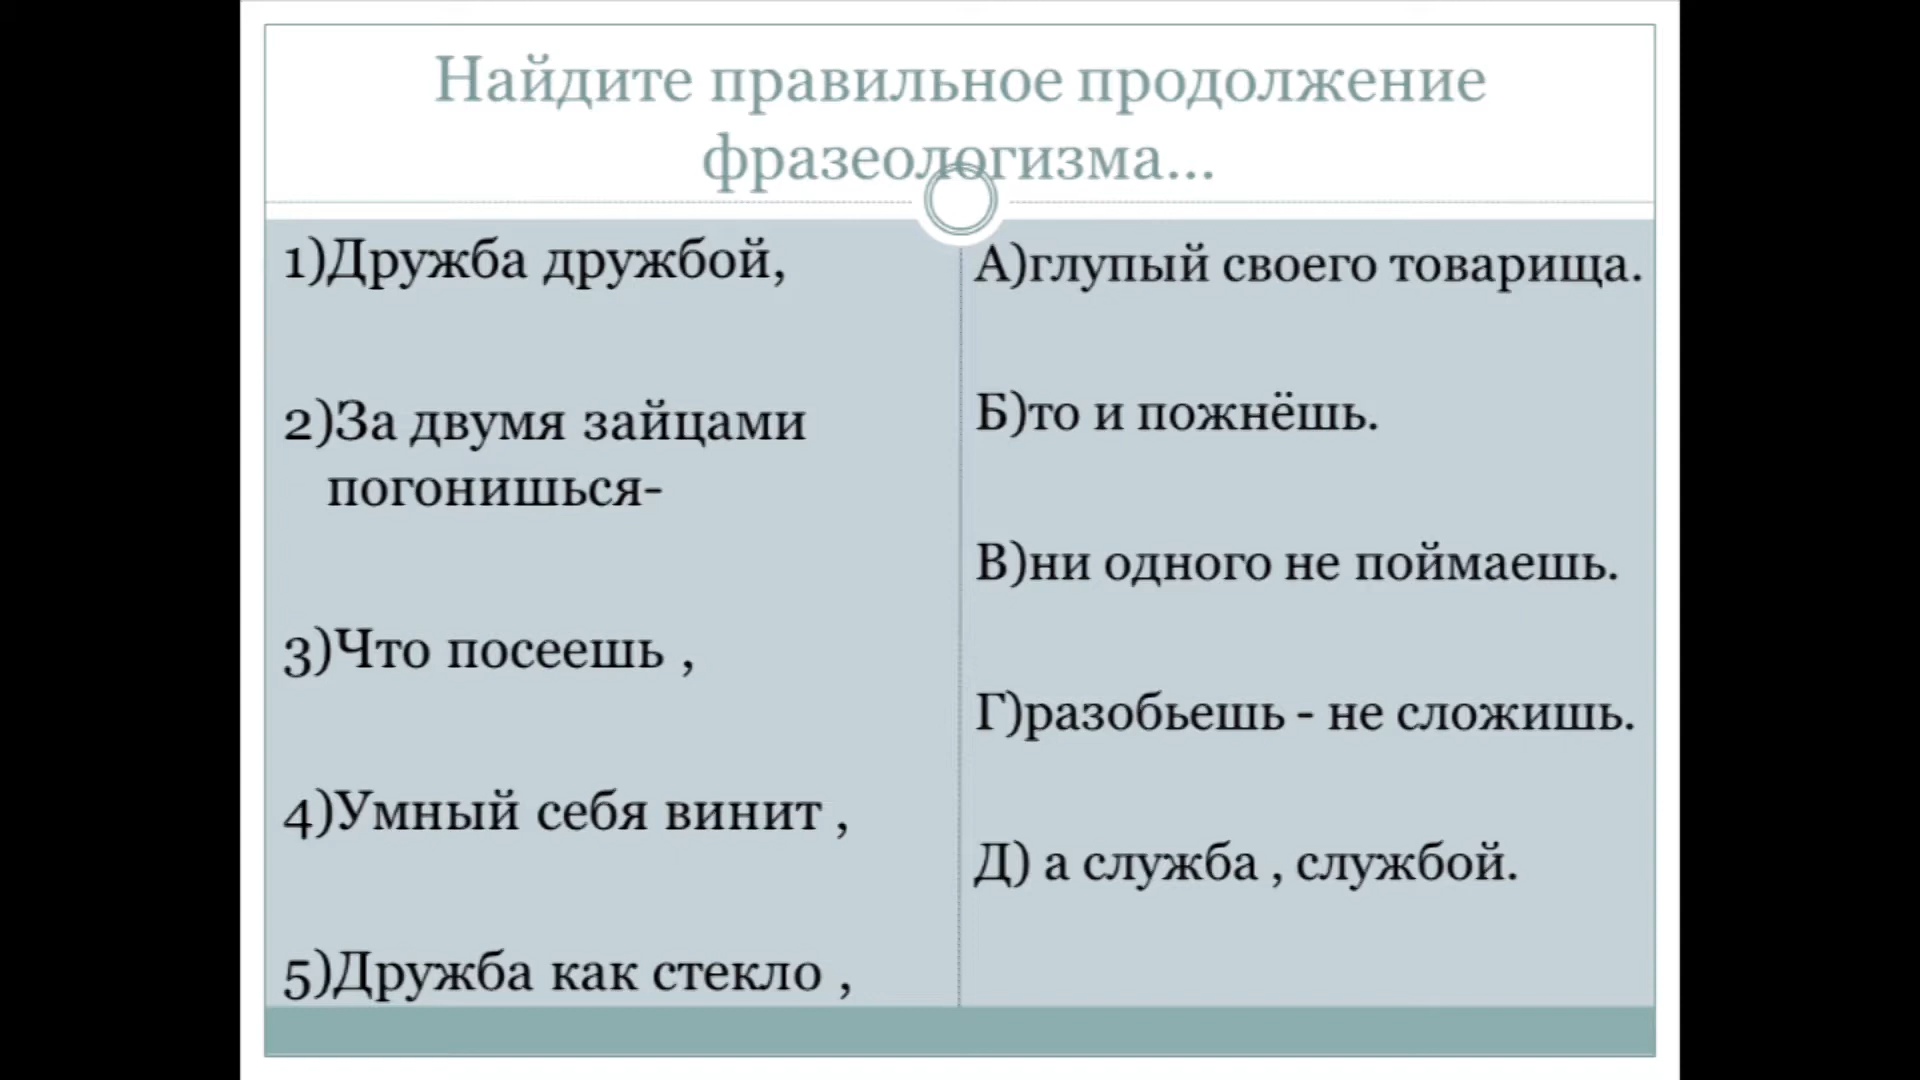 Найдите правильное продолжение
фразеологизма...
1)Дружба дружбой,
2)За двумя зайцами
погонишься-
3)Что посеешь ,
4)Умный себя винит ,
5)Дружба как стекло ,
А)глупый своего товарища.
Б)то и пожнёшь.
В)ни одного не поймаешь.
Г)разобьешь - не сложишь.
Д) а служба , службой.